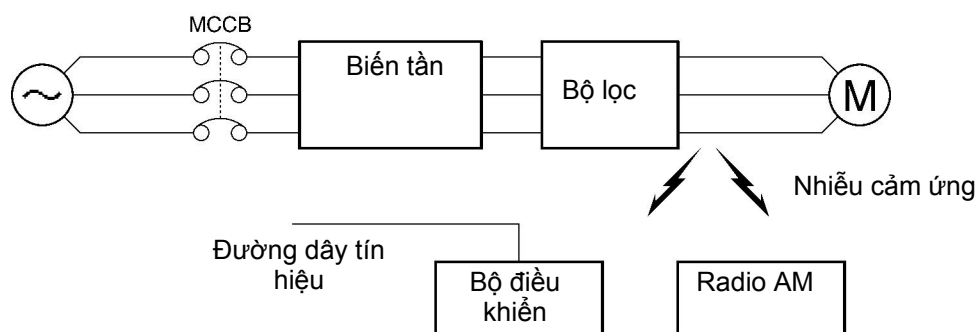 MCCB
Biến tần
Bộ lọc
M
Nhiễu cảm ứng
Đường dây tín
hiệu
Bộ điều
khiển
Radio AM